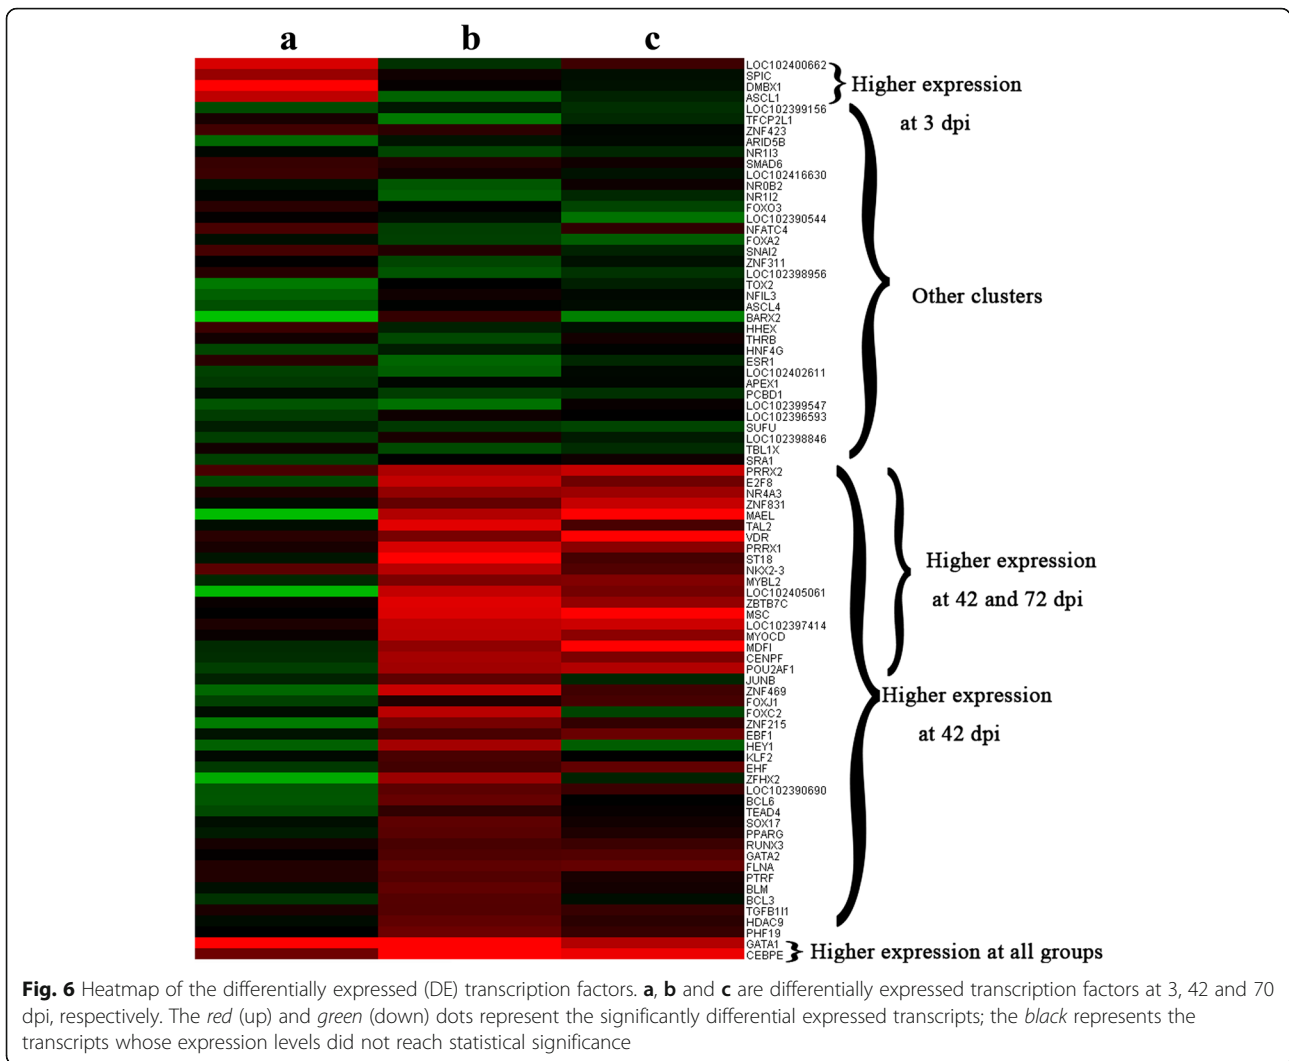 a b c
LOC102400662
SPIC
DMBX1
ASCL1
LOC102399156
TFCP2L1
ZNF423
ARID5B
NR1I3
SMAD6
LOC102416630
NR0B2
NR1I2
FOXO3
LOC102390544
NFATC4
FOXA2
SNAI2
ZNF311
LOC102398956
TOX2
NFIL3
ASCL4
BARX2
HHEX
THRB
HNF4G
ESR1
LOC102402611
APEX1
PCBD1
LOC102399547
LOC102396593
SUFU
LOC102398846
TBL1X
SRA1
PRRX2
E2F8
NR4A3
ZNF831
MAEL
TAL2
VDR
PRRX1
ST18
NKX2-3
MYBL2
LOC102405061
ZBTB7C
MSC
LOC102397414
MYOCD
MDFI
CENPF
POU2AF1
JUNB
ZNF469
FOXJ1
FOXC2
ZNF215
EBF1
HEY1
KLF2
EHF
ZFHX2
LOC102390690
BCL6
TEAD4
SOX17
PPARG
RUNX3
GATA2
FLNA
PTRF
BLM
BCL3
TGFB1I1
HDAC9
PHF19
GATA1
CEBPE
Higher expression
at 3 dpi
Other clusters
Higher expression
at 42 and 72 dpi
Higher expression
at 42 dpi
Higher expression at all groups
Fig. 6 Heatmap of the differentially expressed (DE) transcription factors. a, b and c are differentially expressed transcription factors at 3, 42 and 70
dpi, respectively. The red (up) and green (down) dots represent the significantly differential expressed transcripts; the black represents the
transcripts whose expression levels did not reach statistical significance